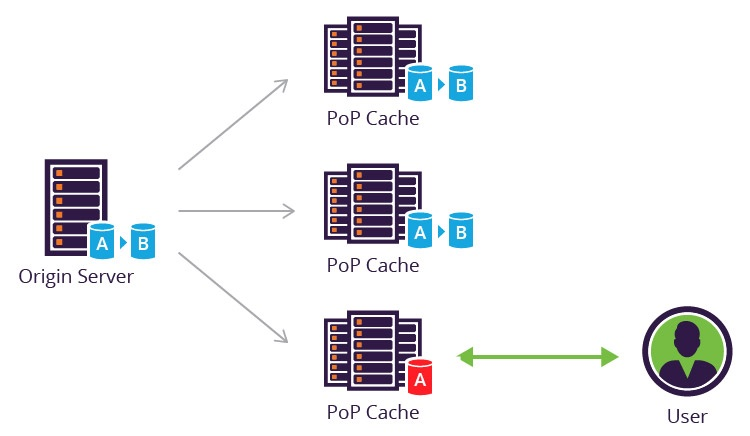 A B
PoP Cache
A B
Origin Server
A B
PoP Cache
A
PoP Cache
User